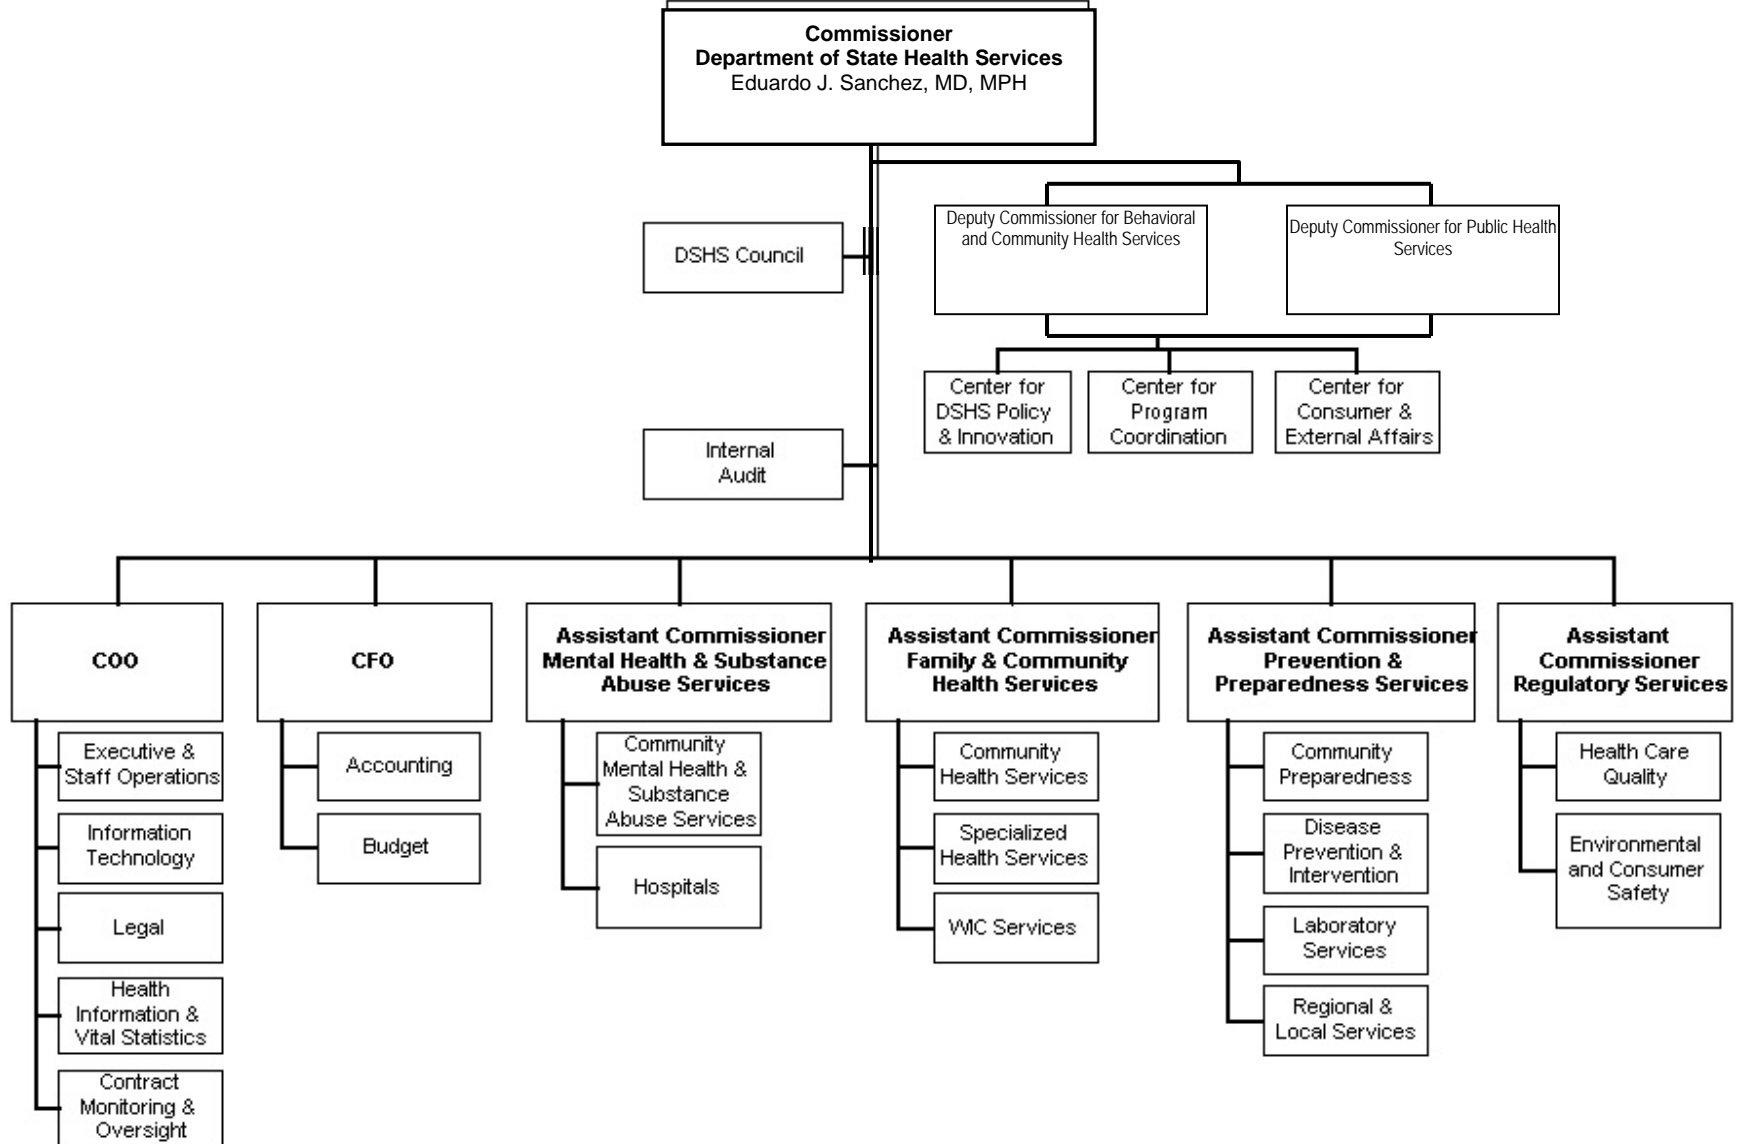 Commissioner
Department of State Health Services
Eduardo J. Sanchez, MD, MPH
Deputy Commissioner for Behavioral
and Community Health Services
Deputy Commissioner for Public Health
Services
DSHS Council
Center for
DSHS Policy
& Innovation
Center for
Program
Coordination
Center for
Consumer &
External Affairs
Internal
Audit
COO
CFO
Assistant Commissioner
Mental Health & Substance
Abuse Services
Assistant Commissioner
Family & Community
Health Services
Assistant Commissioner
Prevention &
Preparedness Services
Assistant
Commissioner
Regulatory Services
Executive &
Staff Operations
Information
Technology
Legal
Health
Information &
Vital Statistics
Contract
Monitoring &
Oversight
Accounting
Budget
Community
Mental Health &
Substance
Abuse Services
Hospitals
Community
Health Services
Specialized
Health Services
WIC Services
Community
Preparedness
Disease
Prevention &
Intervention
Laboratory
Services
Regional &
Local Services
Health Care
Quality
Environmental
and Consumer
Safety